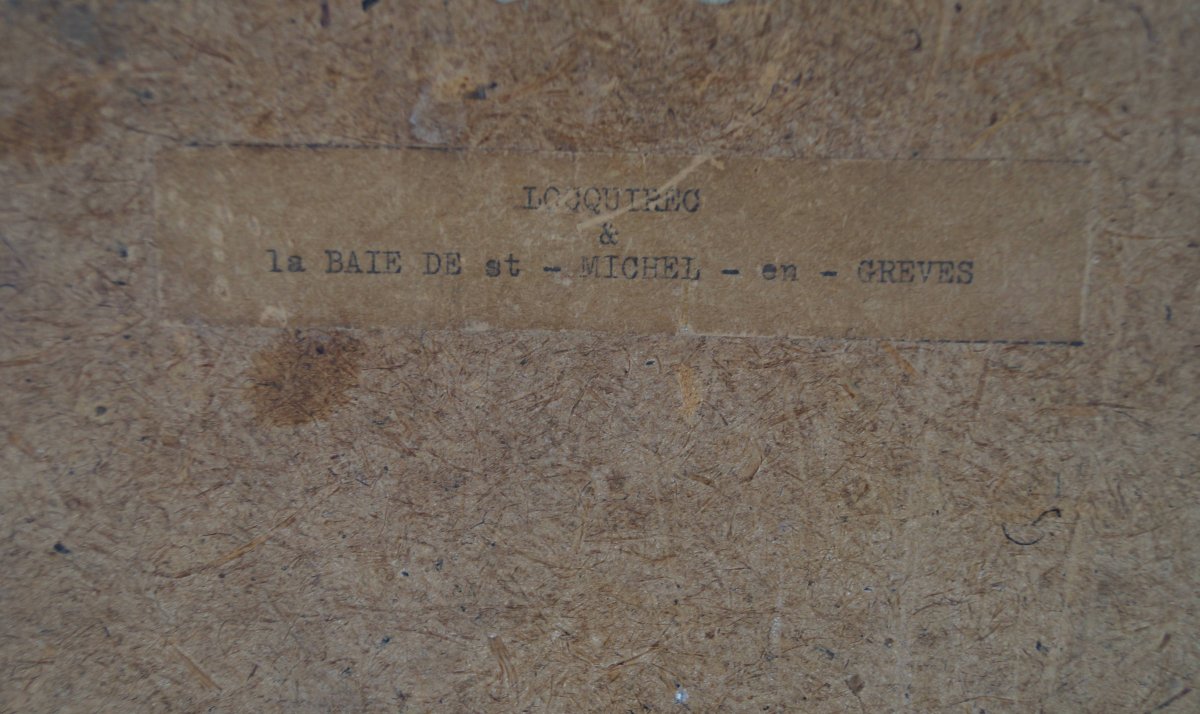 LOCQUIREC
&
la BAIE DE st - MICHEL - en - GREVES